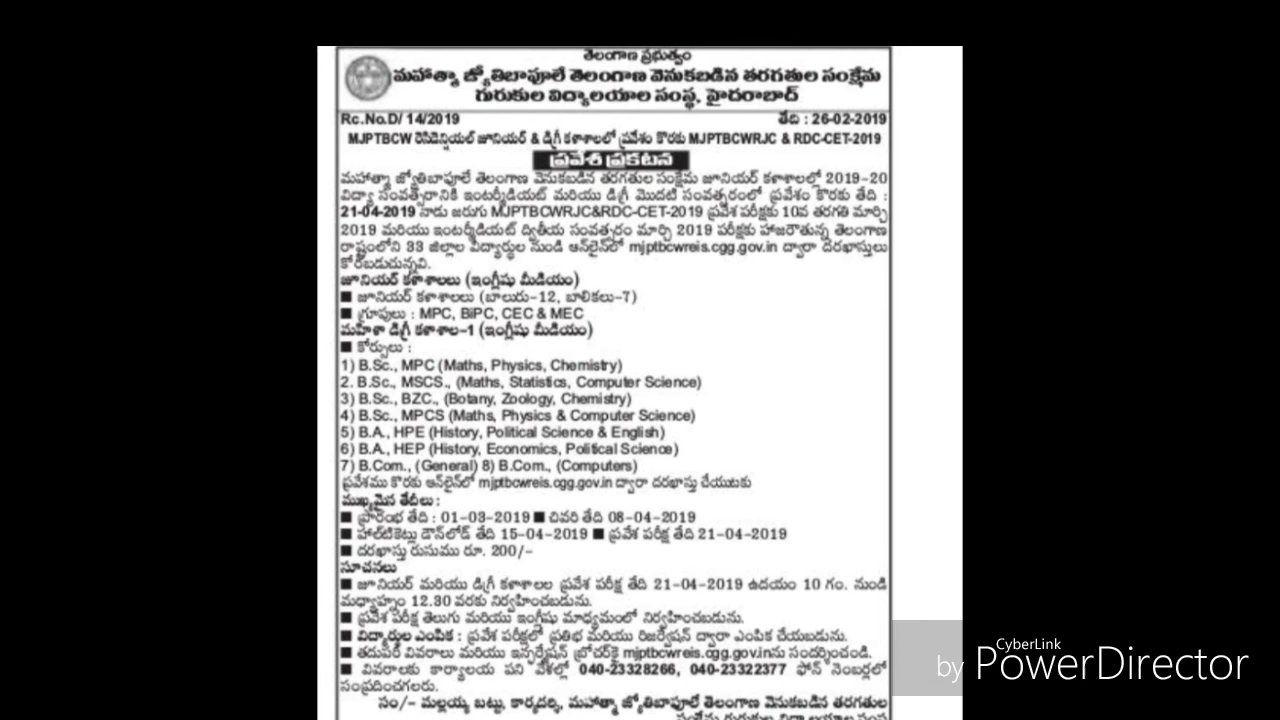 తెలంగాణ ప్రభుత్వం
మహాత్మా జ్యోతిబాపూలే తెలంగాణ వెనుకబడిన తరగతుల సంక్షేమ
గురుకుల విద్యాలయాల సంస్థ, హైదరాబాద్
Rc.No.D/ 14/2019 తేది : 26-02-2019
MJPTBCW రెసిడెన్షియల్ జూనియర్ & డిగ్రీ కళాశాలలో ప్రవేశం కొరకు MJPTBCWRJC & RDC-CET-2019
ప్రవేశ ప్రకటన
మహాత్మా జ్యోతిబాపూలే తెలంగాణ వెనుకబడిన తరగతుల సంక్షేమ జూనియర్ కళాశాలల్లో 2019-20
విద్యా సంవత్సరానికి ఇంటర్మీడియట్ మరియు డిగ్రీ మొదటి సంవత్సరంలో ప్రవేశం కొరకు తేది :
21-04-2019 నాడు జరుగు MJPTBCWRJC&RDC-CET-2019 ప్రవేశ పరీక్షకు 10వ తరగతి మార్చి
2019 మరియు ఇంటర్మీడియట్ ద్వితీయ సంవత్సరం మార్చి 2019 పరీక్షకు హాజరౌతున్న తెలంగాణ
రాష్ట్రంలోని 33 జిల్లాల విద్యార్థుల నుండి ఆన్‌లైన్‌లో mjptbcwreis.cgg.gov.in ద్వారా దరఖాస్తులు
కోరబడుచున్నవి.
జూనియర్ కళాశాలలు (ఇంగ్లీషు మీడియం)
■ జూనియర్ కళాశాలలు (బాలురు-12, బాలికలు-7)
■ గ్రూపులు : MPC, BiPC, CEC & MEC
మహిళా డిగ్రీ కళాశాల-1 (ఇంగ్లీషు మీడియం)
■ కోర్సులు :
1) B.Sc., MPC (Maths, Physics, Chemistry)
2. B.Sc., MSCS., (Maths, Statistics, Computer Science)
3) B.Sc., BZC., (Botany, Zoology, Chemistry)
4) B.Sc., MPCS (Maths, Physics & Computer Science)
5) B.A., HPE (History, Political Science & English)
6) B.A., HEP (History, Economics, Political Science)
7) B.Com., (General) 8) B.Com., (Computers)
ప్రవేశము కొరకు ఆన్‌లైన్‌లో mjptbcwreis.cgg.gov.in ద్వారా దరఖాస్తు చేయుటకు
ముఖ్యమైన తేదీలు :
■ ప్రారంభ తేది : 01-03-2019 ■ చివరి తేది 08-04-2019
■ హాల్‌టికెట్లు డౌన్‌లోడ్ తేది 15-04-2019 ■ ప్రవేశ పరీక్ష తేది 21-04-2019
■ దరఖాస్తు రుసుము రూ. 200/-
సూచనలు
■ జూనియర్ మరియు డిగ్రీ కళాశాలల ప్రవేశ పరీక్ష తేది 21-04-2019 ఉదయం 10 గం. నుండి
మధ్యాహ్నం 12.30 వరకు నిర్వహించబడును.
■ ప్రవేశ పరీక్ష తెలుగు మరియు ఇంగ్లీషు మాధ్యమంలో నిర్వహించబడును.
■ విద్యార్థుల ఎంపిక : ప్రవేశ పరీక్షలో ప్రతిభ మరియు రిజర్వేషన్ ద్వారా ఎంపిక చేయబడును.
■ తదుపరి వివరాలు మరియు ఇన్ఫర్మేషన్ బ్రోచర్‌కై mjptbcwreis.cgg.gov.inను సందర్శించండి.
■ వివరాలకు కార్యాలయ పని వేళల్లో 040-23328266, 040-23322377 ఫోన్ నెంబర్లలో
సంప్రదించగలరు.
సం/- మల్లయ్య బట్టు, కార్యదర్శి, మహాత్మా జ్యోతిబాపూలే తెలంగాణ వెనుకబడిన తరగతుల
సంక్షేమ గురుకుల విద్యాలయాల సంస్థ
by CyberLink PowerDirector